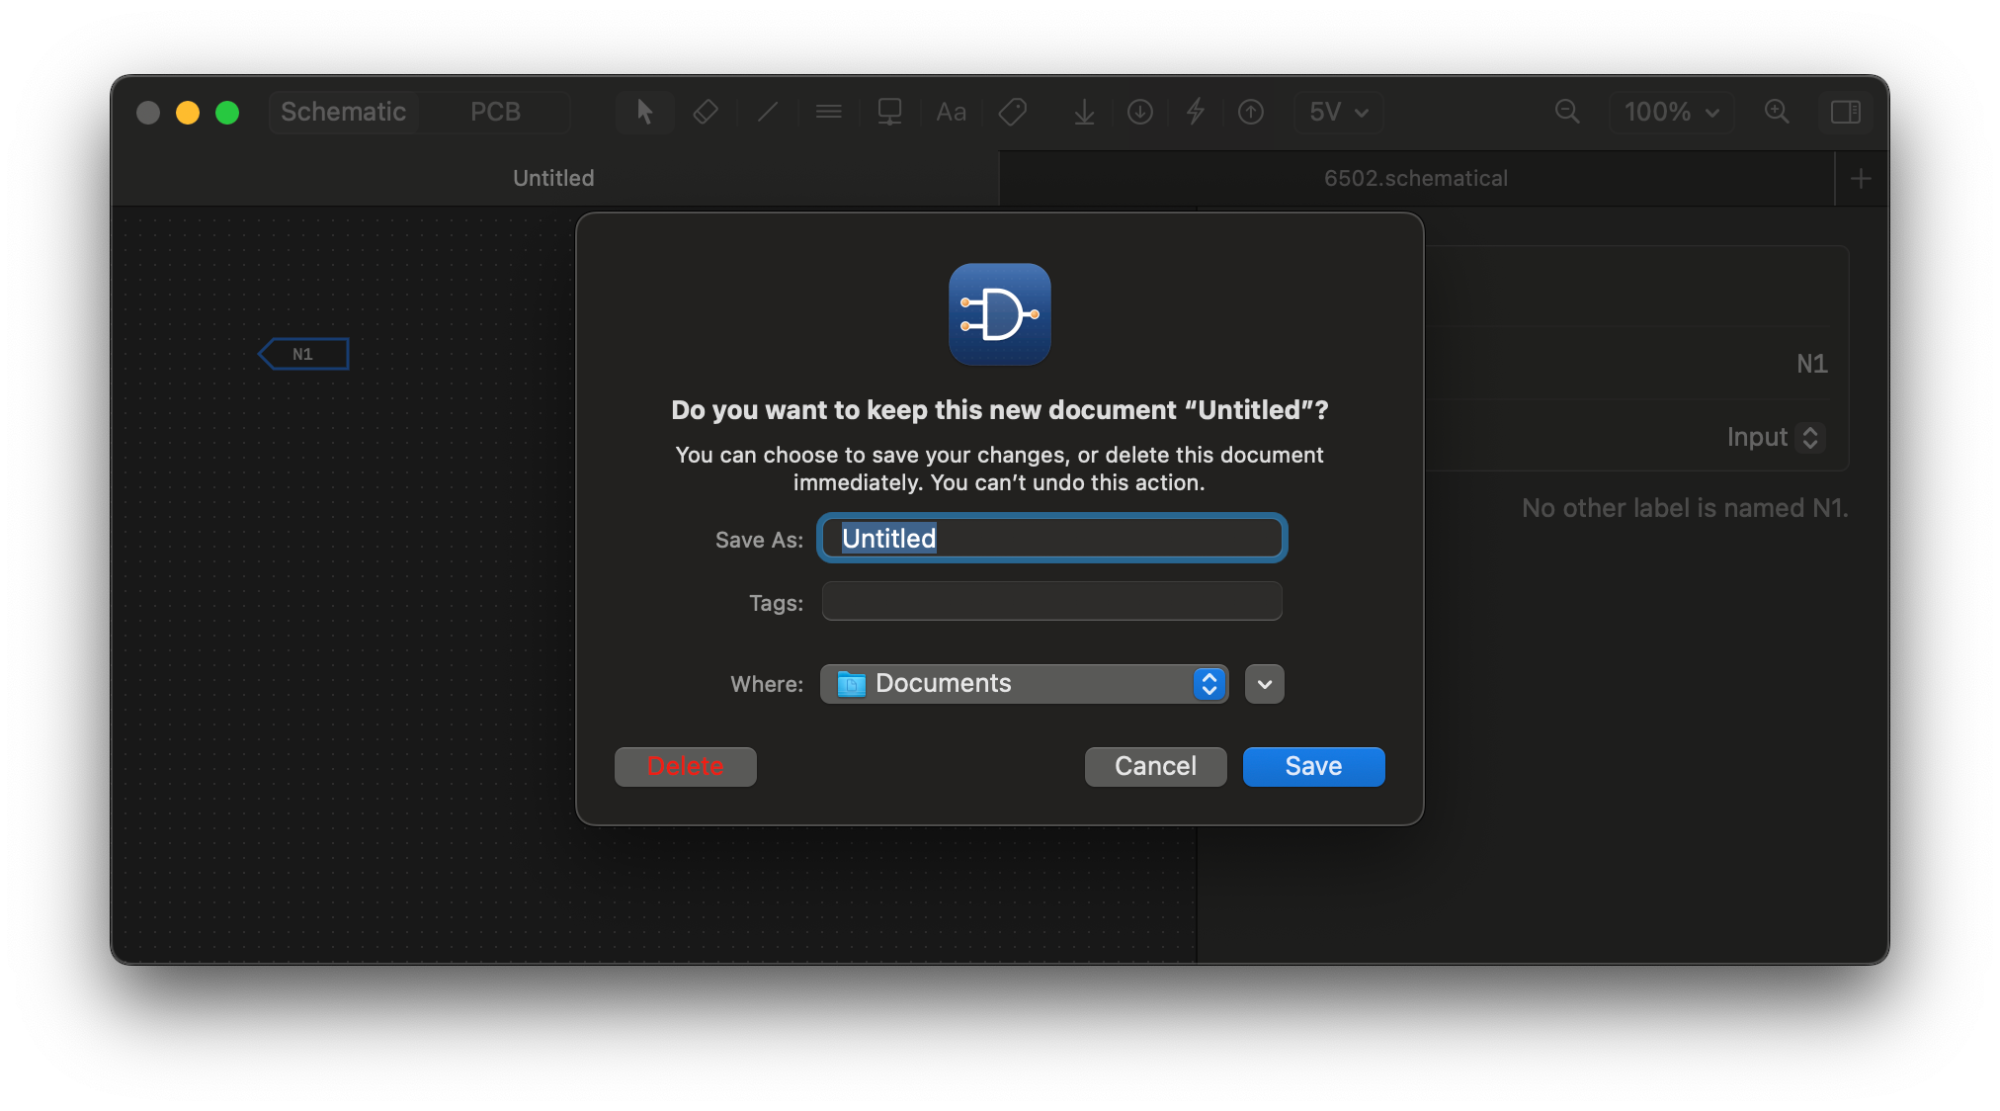 Schematic PCB Aa 5V 100%
Untitled 6502.schematical
N1
N1
Input
No other label is named N1.
Do you want to keep this new document “Untitled”?
You can choose to save your changes, or delete this document
immediately. You can’t undo this action.
Save As: Untitled
Tags:
Where: Documents
Delete Cancel Save